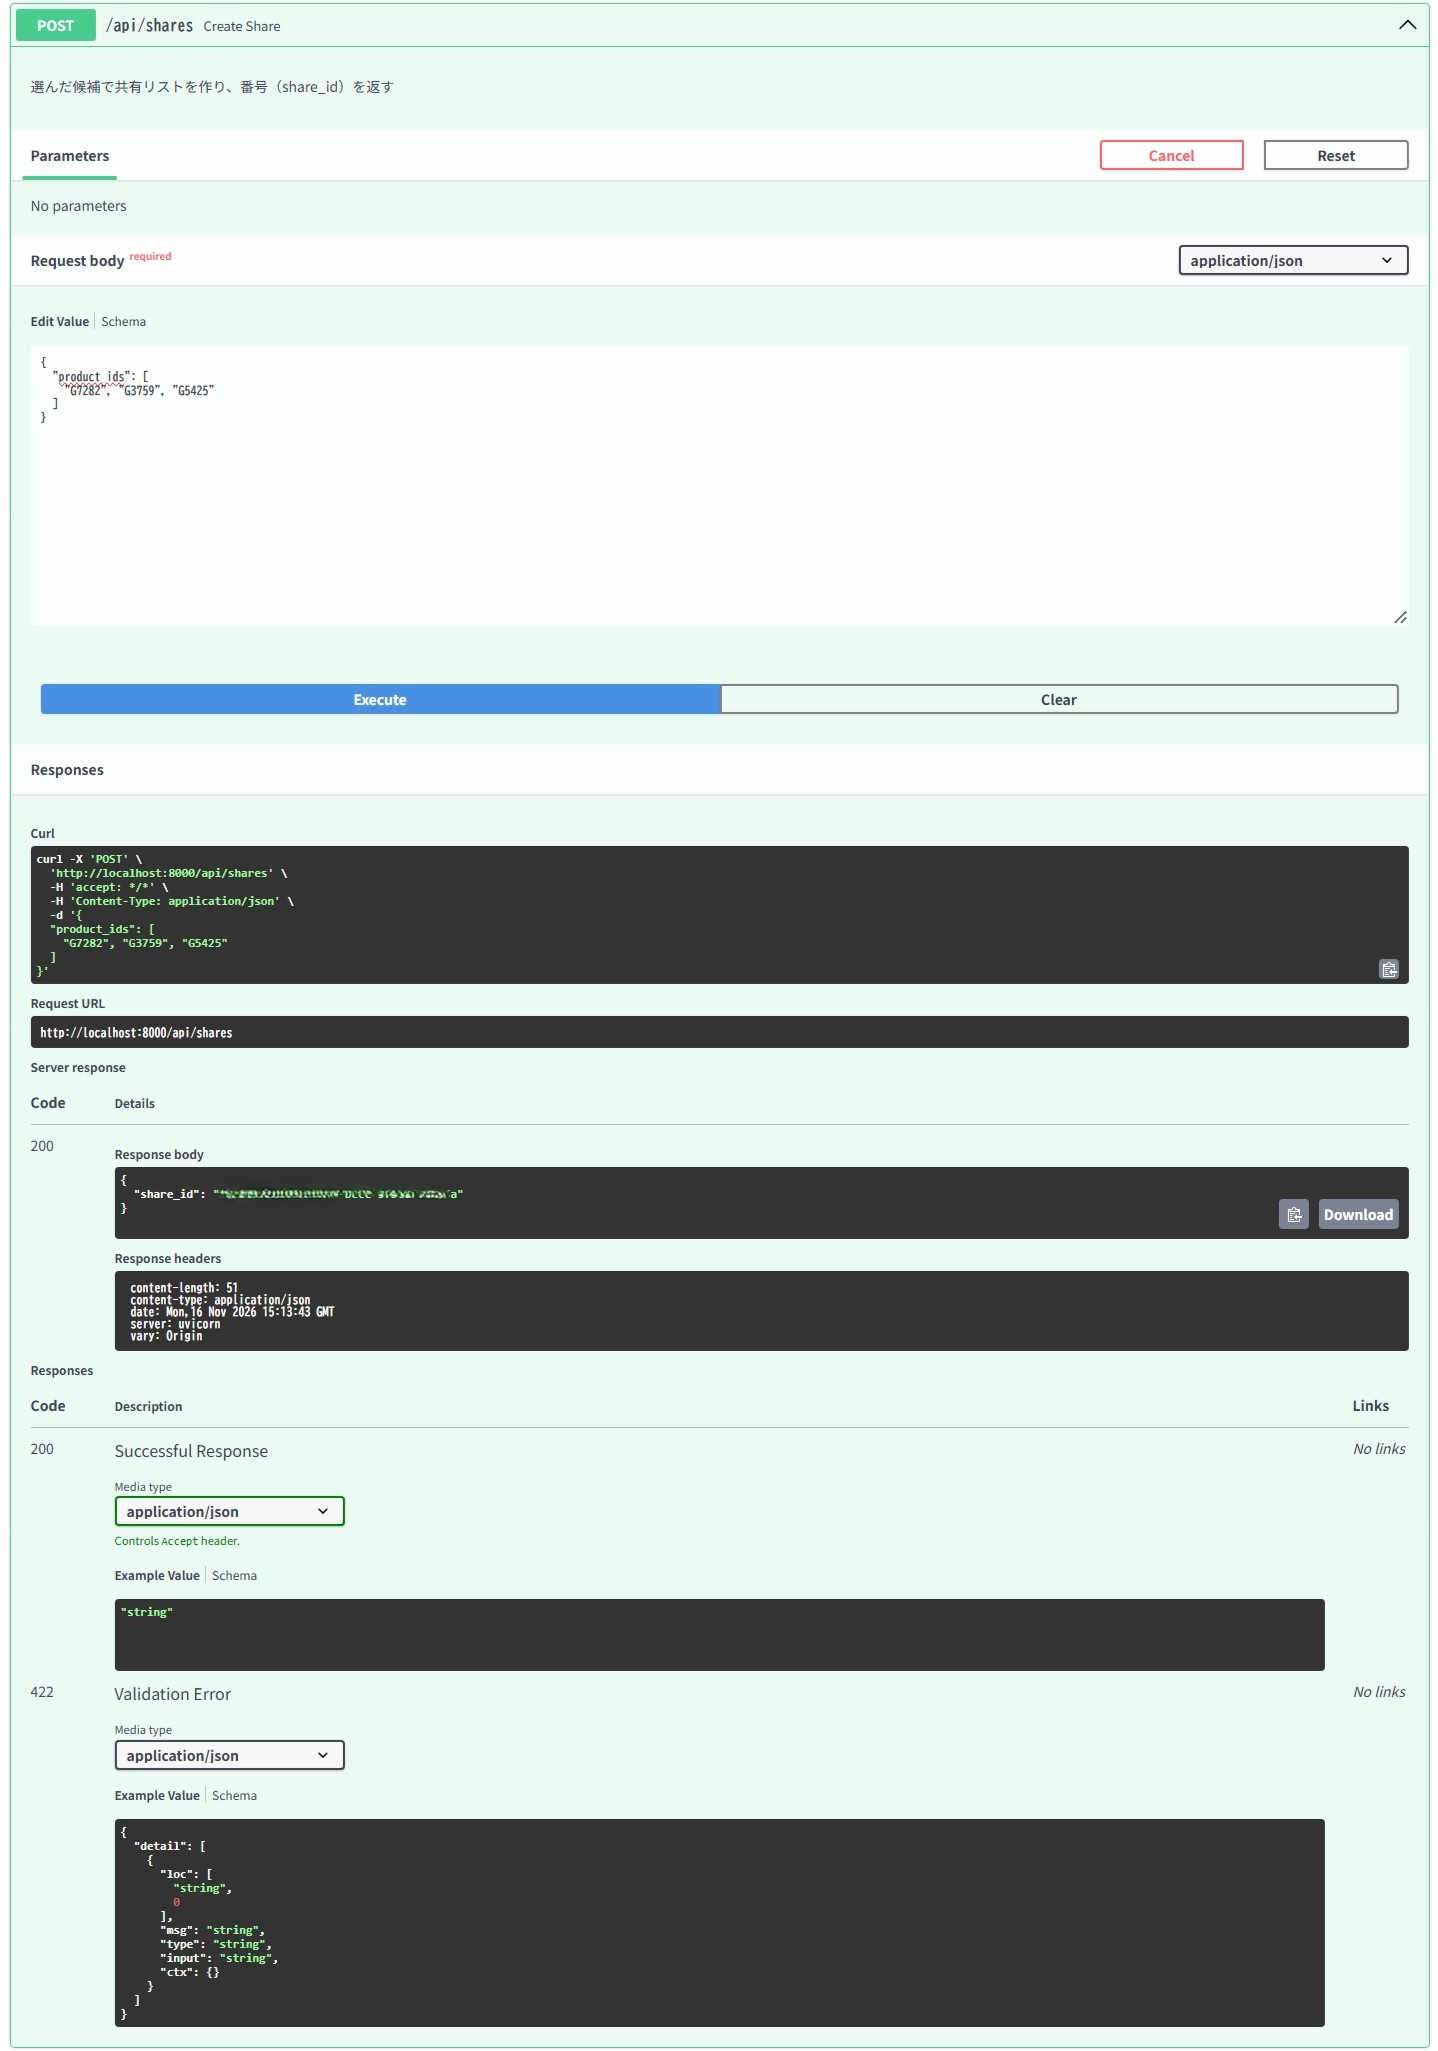 POST /api/shares Create Share
選んだ候補で共有リストを作り、番号（share_id）を返す
Parameters
Cancel
Reset
No parameters
Request body required
application/json
Edit Value
Schema
{
"product_ids": [
"G7282", "G3759", "G5425"
]
}
Execute
Clear
Responses
Curl
curl -X 'POST' \
'http://localhost:8000/api/shares' \
-H 'accept: */*' \
-H 'Content-Type: application/json' \
-d '{
"product_ids": [
"G7282", "G3759", "G5425"
]
}'
Request URL
http://localhost:8000/api/shares
Server response
Code Details
200
Response body
{
"share_id":
}
Download
Response headers
content-length: 51
content-type: application/json
date: Mon,16 Nov 2026 15:13:43 GMT
server: uvicorn
vary: Origin
Responses
Code Description Links
200 Successful Response No links
Media type
application/json
Controls Accept header.
Example Value
Schema
"string"
422 Validation Error No links
Media type
application/json
Example Value
Schema
{
"detail": [
{
"loc": [
"string",
0
],
"msg": "string",
"type": "string",
"input": "string",
"ctx": {}
}
]
}